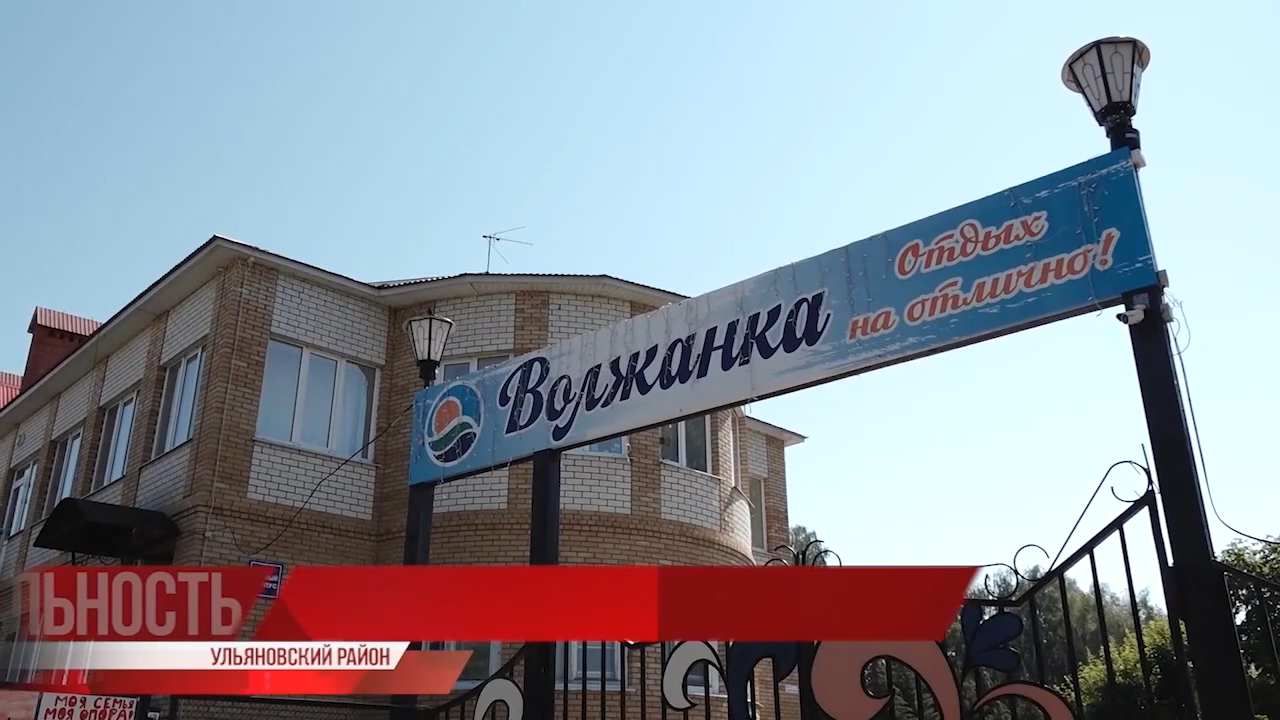 Отдых
Волжанка на отлично!
ЛЬНОСТЬ
УЛЬЯНОВСКИЙ РАЙОН
МОЯ СЕМЬЯ
МОЯ ОПОРА!